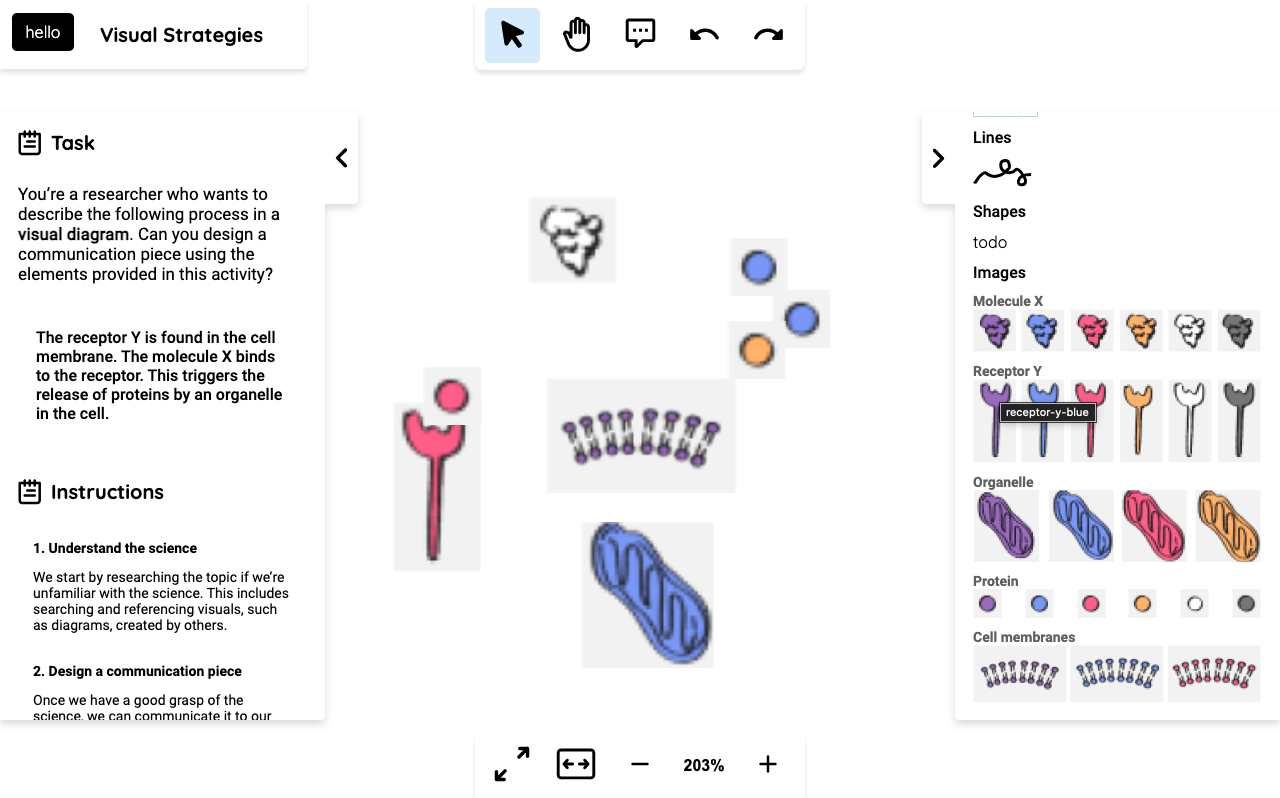 hello
Visual Strategies
Task
You’re a researcher who wants to
describe the following process in a
visual diagram. Can you design a
communication piece using the
elements provided in this activity?
The receptor Y is found in the cell
membrane. The molecule X binds
to the receptor. This triggers the
release of proteins by an organelle
in the cell.
Instructions
1. Understand the science
We start by researching the topic if we’re
unfamiliar with the science. This includes
searching and referencing visuals, such
as diagrams, created by others.
2. Design a communication piece
Once we have a good grasp of the
science, we can communicate it to our
Lines
Shapes
todo
Images
Molecule X
Receptor Y
receptor-y-blue
Organelle
Protein
Cell membranes
203%